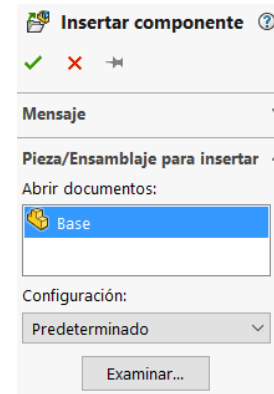 Insertar componente
Mensaje
Pieza/Ensamblaje para insertar
Abrir documentos:
Base
Configuración:
Predeterminado
Examinar...